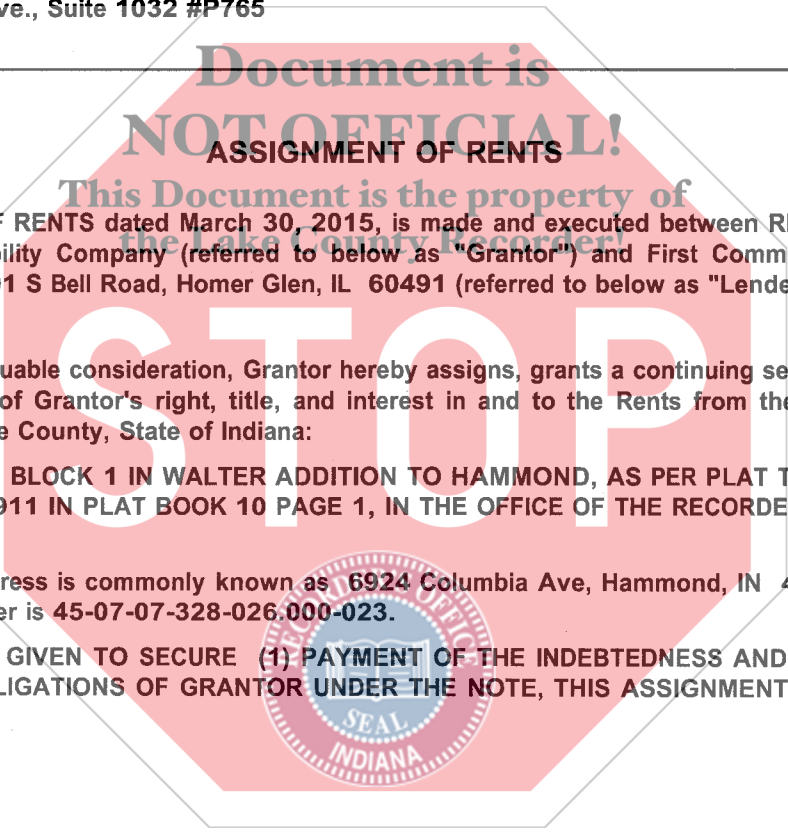 ve., Suite 1032 #P765
Document is
NOT OFFICIAL!
ASSIGNMENT OF RENTS
This Document is the property of
the Lake County Recorder!
F RENTS dated March 30, 2015, is made and executed between R
ility Company (referred to below as "Grantor") and First Comm
1 S Bell Road, Homer Glen, IL 60491 (referred to below as "Lende
STOP
uable consideration, Grantor hereby assigns, grants a continuing se
of Grantor's right, title, and interest in and to the Rents from the
e County, State of Indiana:
BLOCK 1 IN WALTER ADDITION TO HAMMOND, AS PER PLAT T
911 IN PLAT BOOK 10 PAGE 1, IN THE OFFICE OF THE RECORDE
ress is commonly known as 6924 Columbia Ave, Hammond, IN 4
er is 45-07-07-328-026.000-023.
GIVEN TO SECURE (1) PAYMENT OF THE INDEBTEDNESS AND
LIGATIONS OF GRANTOR UNDER THE NOTE, THIS ASSIGNMENT
RECORDER OFFICE
SEAL
INDIANA